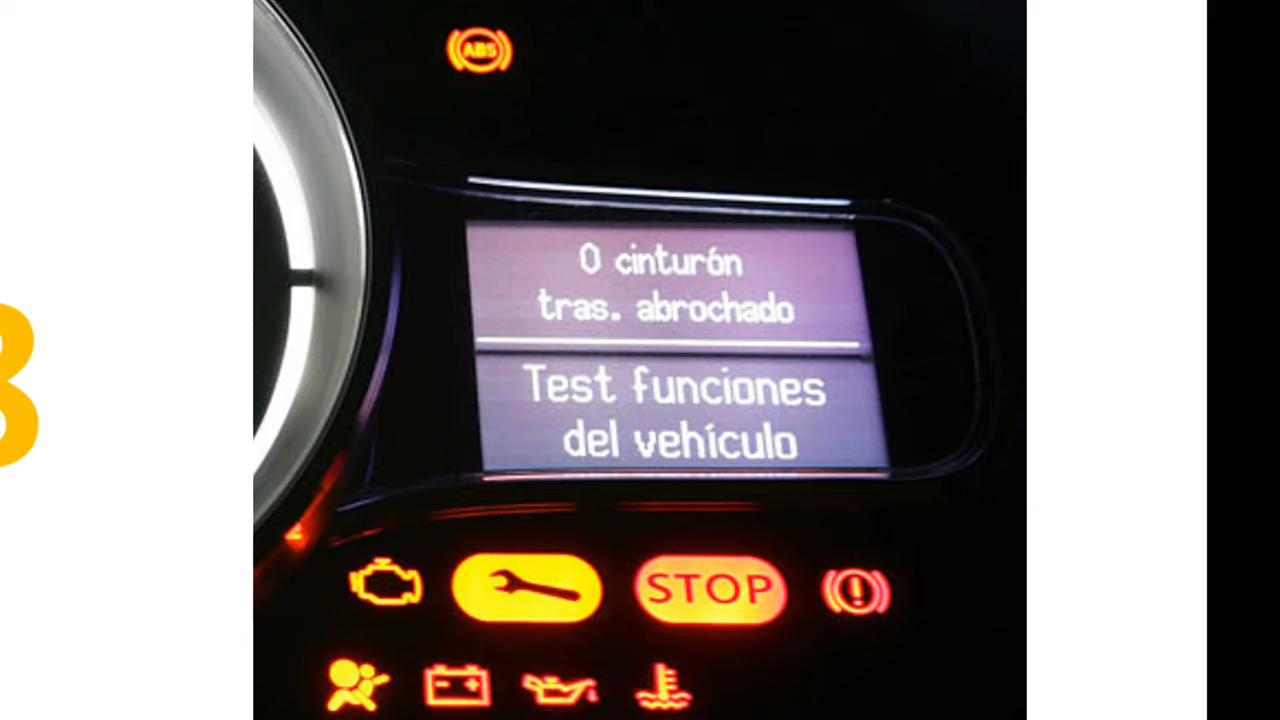 ABS
0 cinturón
tras. abrochado
Test funciones
del vehículo
STOP